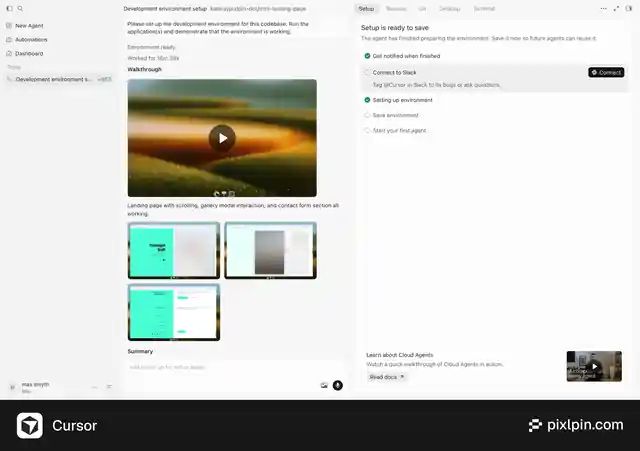 New Agent
Automations
Dashboard
Today
Development environment s...
Development environment setup
Please set up the development environment for this codebase. Run the
application(s) and demonstrate that the environment is working.
Environment ready.
Walkthrough
Landing page with scrolling, gallery modal interaction, and contact form section all
working.
Summary
max smyth
Setup
Desktop
Terminal
Setup is ready to save
The agent has finished preparing the environment. Save it now so future agents can reuse it.
Get notified when finished
Connect to Slack
Connect
Tag @Cursor in Slack to fix bugs or ask questions.
Setting up environment
Save environment
Start your first agent
Learn about Cloud Agents
Watch a quick walkthrough of Cloud Agents in action.
Read docs
Cursor
pixlpin.com